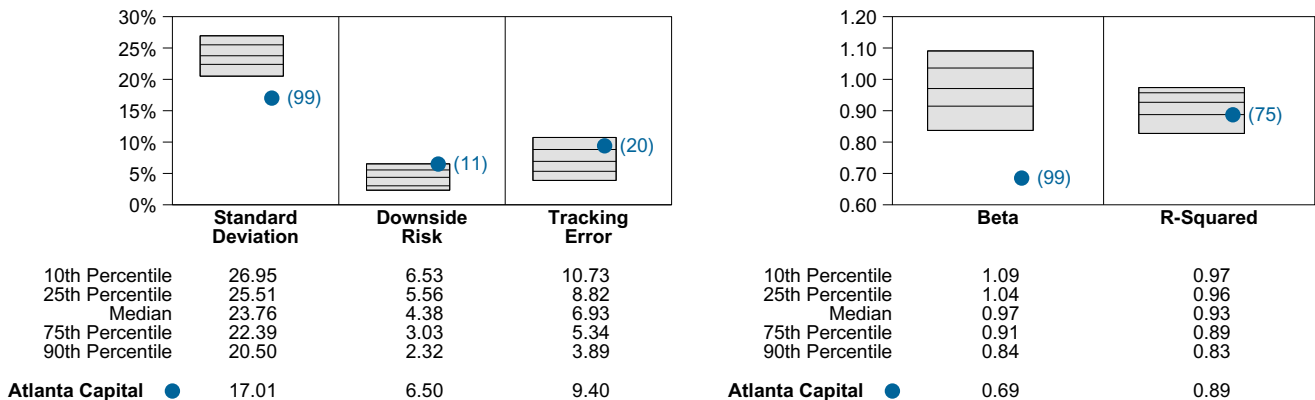 30%
25%
20%
15%
10%
5%
0%
(99)
(11)
(20)
Standard Deviation
Downside Risk
Tracking Error
10th Percentile 26.95 6.53 10.73
25th Percentile 25.51 5.56 8.82
Median 23.76 4.38 6.93
75th Percentile 22.39 3.03 5.34
90th Percentile 20.50 2.32 3.89
Atlanta Capital 17.01 6.50 9.40
1.20
1.10
1.00
0.90
0.80
0.70
0.60
(99)
(75)
Beta
R-Squared
10th Percentile 1.09 0.97
25th Percentile 1.04 0.96
Median 0.97 0.93
75th Percentile 0.91 0.89
90th Percentile 0.84 0.83
Atlanta Capital 0.69 0.89